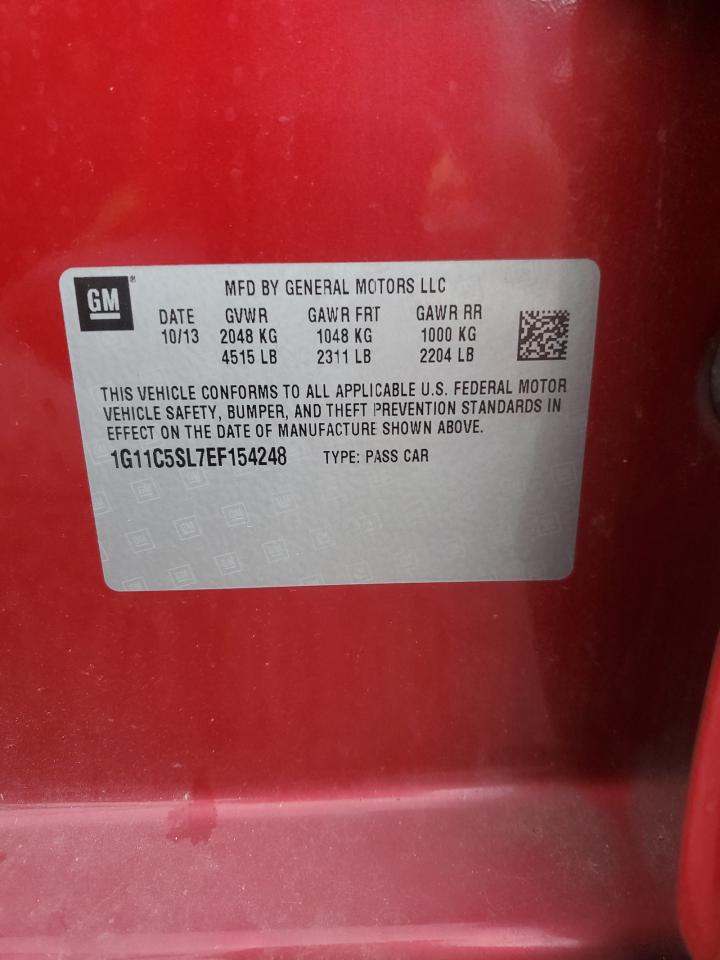 GM ®
MFD BY GENERAL MOTORS LLC
DATE GVWR GAWR FRT GAWR RR
10/13 2048 KG 1048 KG 1000 KG
4515 LB 2311 LB 2204 LB
THIS VEHICLE CONFORMS TO ALL APPLICABLE U.S. FEDERAL MOTOR
VEHICLE SAFETY, BUMPER, AND THEFT PREVENTION STANDARDS IN
EFFECT ON THE DATE OF MANUFACTURE SHOWN ABOVE.
1G11C5SL7EF154248 TYPE: PASS CAR